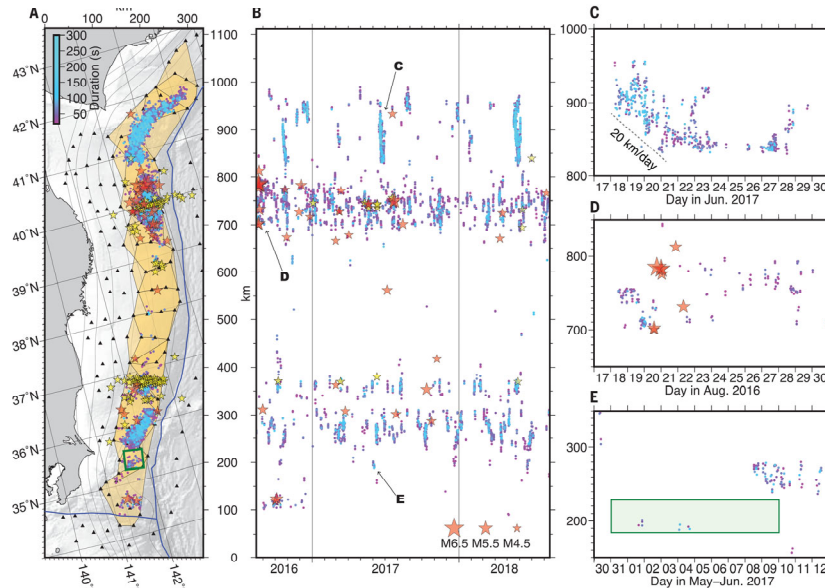 A
km
0 100 200 300
300
250
200
150
100
50
Duration (s)
43˚N
42˚N
41˚N
40˚N
39˚N
38˚N
37˚N
36˚N
35˚N
140˚
141˚
142˚
B
1100
1000
900
800
700
600
500
400
300
200
100
0
km
C
D
E
M6.5 M5.5 M4.5
2016 2017 2018
C
1000
900
800
20 km/day
17 18 19 20 21 22 23 24 25 26 27 28 29 30
Day in Jun. 2017
D
800
700
17 18 19 20 21 22 23 24 25 26 27 28 29 30
Day in Aug. 2016
E
300
200
30 31 01 02 03 04 05 06 07 08 09 10 11 12
Day in May–Jun. 2017